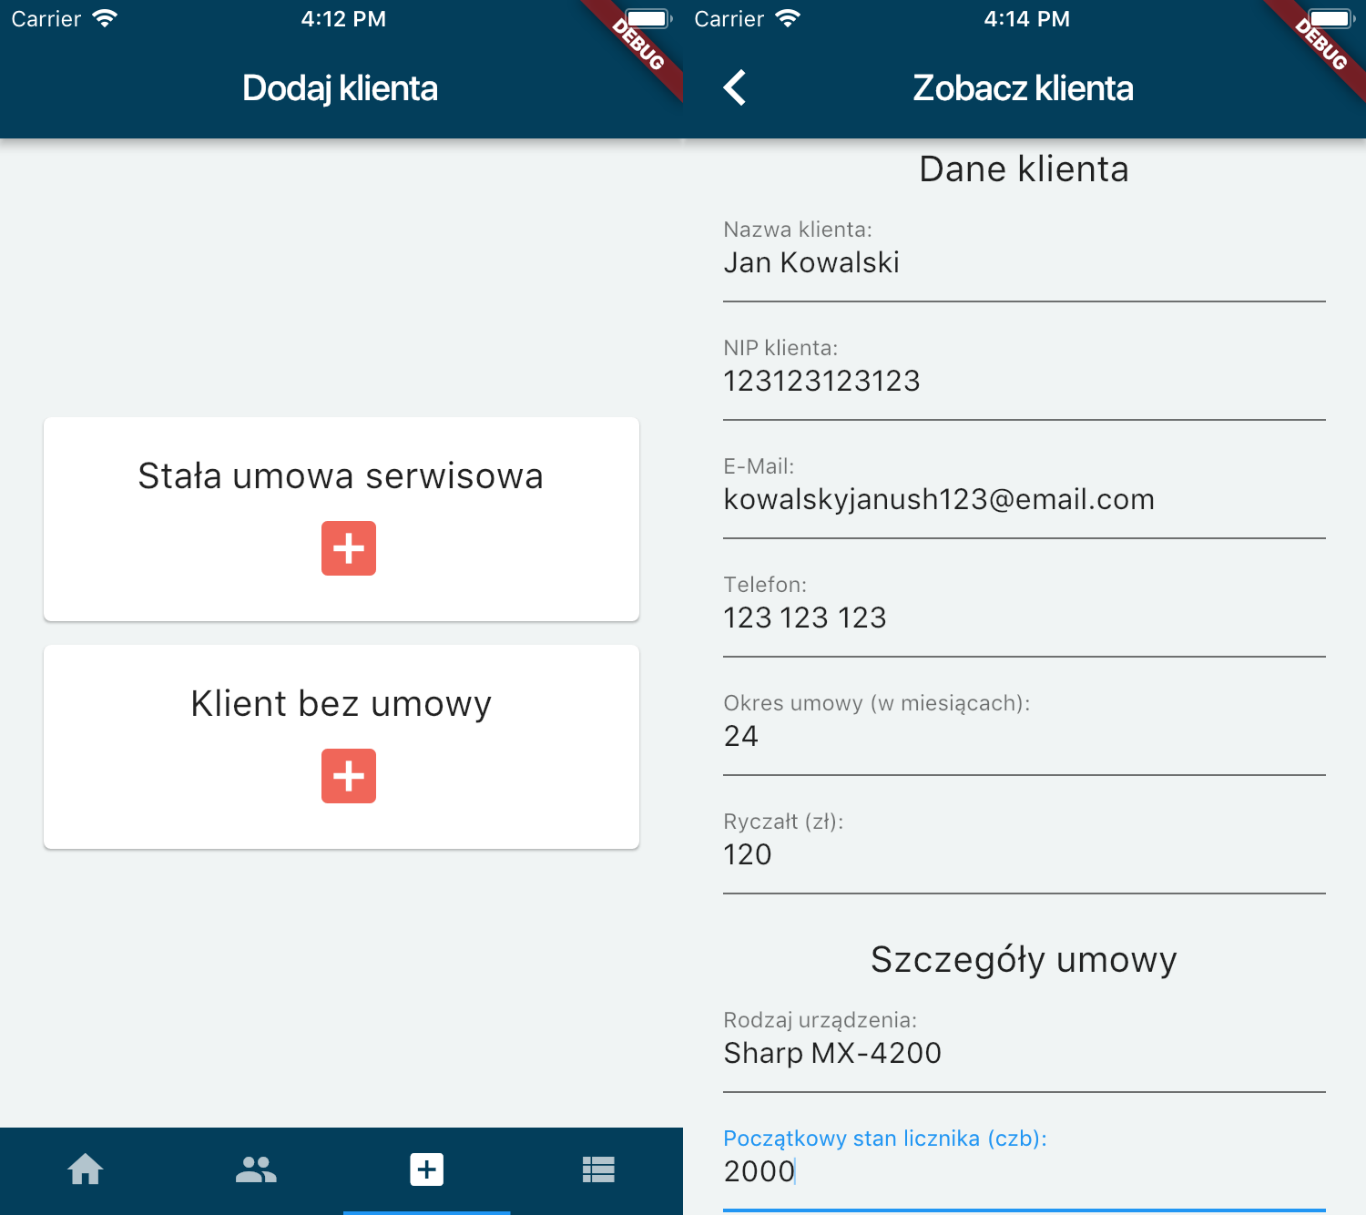 Carrier
4:12 PM
DEBUG
Dodaj klienta
Stała umowa serwisowa
Klient bez umowy
Carrier
4:14 PM
DEBUG
Zobacz klienta
Dane klienta
Nazwa klienta:
Jan Kowalski
NIP klienta:
123123123123
E-Mail:
kowalskyjanush123@email.com
Telefon:
123 123 123
Okres umowy (w miesiącach):
24
Ryczałt (zł):
120
Szczegóły umowy
Rodzaj urządzenia:
Sharp MX-4200
Początkowy stan licznika (czb):
2000